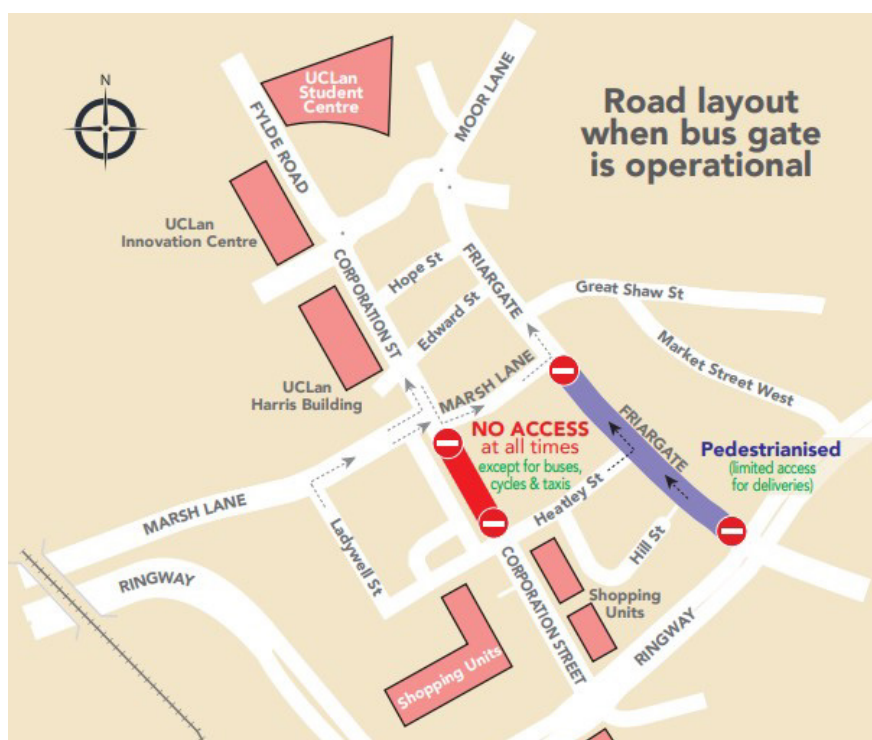 N
UCLan
Student
Centre
Road layout
when bus gate
is operational
MOOR LANE
FYLDE ROAD
UCLan
Innovation Centre
CORPORATION ST
Hope St
FRIARGATE
Great Shaw St
Edward St
Market Street West
UCLan
Harris Building
MARSH LANE
NO ACCESS
at all times
except for buses,
cycles & taxis
FRIARGATE
Pedestrianised
(limited access
for deliveries)
MARSH LANE
Ladywell St
Heatley St
Hill St
RINGWAY
CORPORATION STREET
Shopping
Units
Shopping Units
RINGWAY